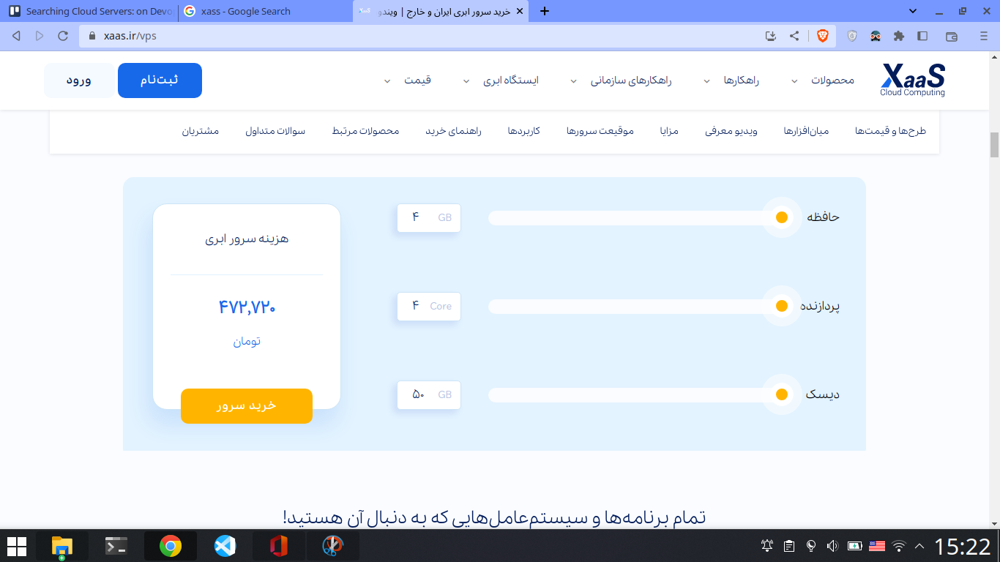 Searching Cloud Servers: on Devo
xass - Google Search
خرید سرور ابری ایران و خارج | ویندو
xaas.ir/vps
XaaS
Cloud Computing
محصولات
راهکارها
راهکارهای سازمانی
ایستگاه ابری
قیمت
ثبت‌نام
ورود
طرح‌ها و قیمت‌ها
میان‌افزارها
ویدیو معرفی
مزایا
موقیعت سرورها
کاربردها
راهنمای خرید
محصولات مرتبط
سوالات متداول
مشتریان
حافظه
۴ GB
پردازنده
۴ Core
دیسک
۵۰ GB
هزینه سرور ابری
۴۷۲,۷۲۰
تومان
خرید سرور
تمام برنامه‌ها و سیستم‌عامل‌هایی که به دنبال آن هستید!
15:22